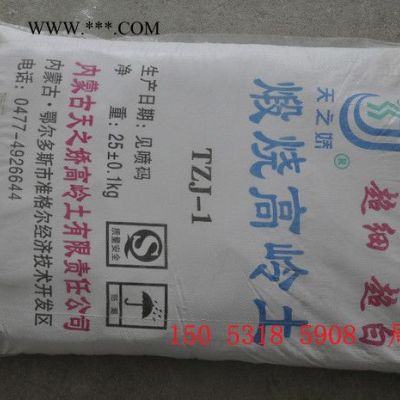 WWW.***.COM
天之娇®
超细 超白
煅烧高岭土
TZJ-1
生产日期:见喷码
净 重:25±0.1kg
质量安全
内蒙古天之娇高岭土有限责任公司
内蒙古·鄂尔多斯市准格尔经济技术开发区
电话:0477-4926644
150 5318 5908